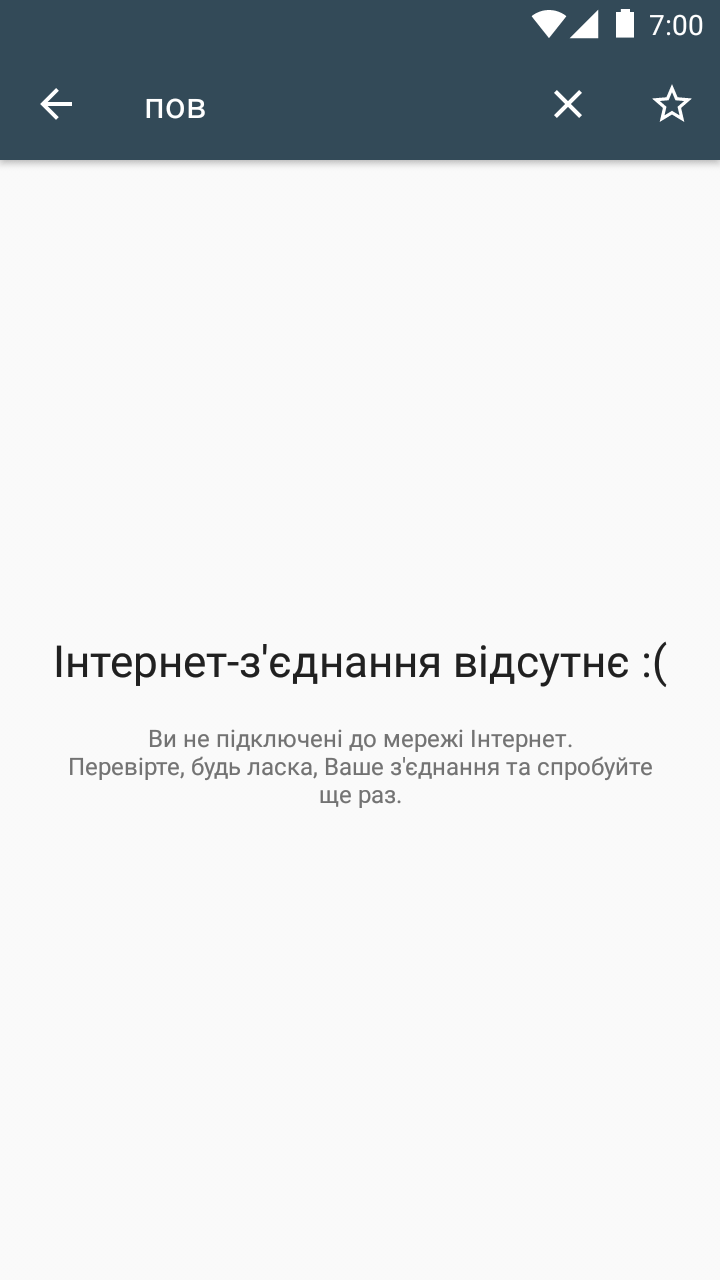 7:00
пов
Інтернет-з'єднання відсутнє :(
Ви не підключені до мережі Інтернет.
Перевірте, будь ласка, Ваше з'єднання та спробуйте
ще раз.